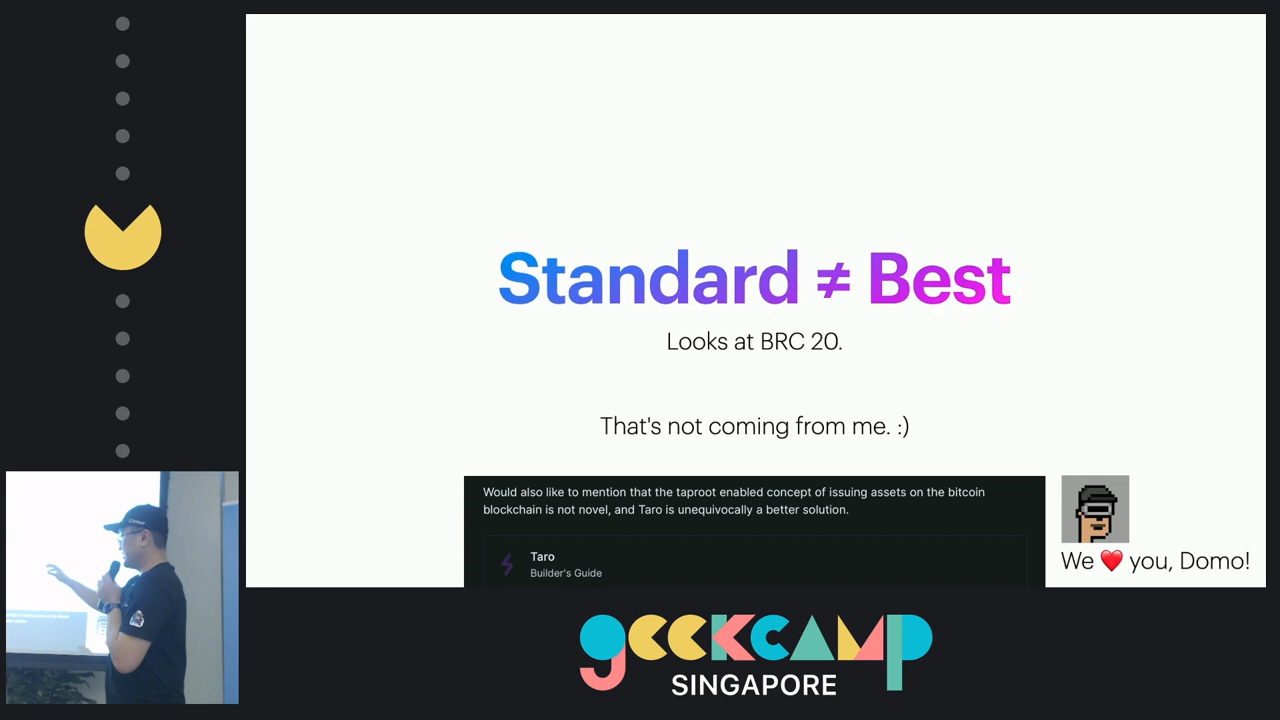 Standard ≠ Best
Looks at BRC 20.
That's not coming from me. :)
Would also like to mention that the taproot enabled concept of issuing assets on the bitcoin
blockchain is not novel, and Taro is unequivocally a better solution.
Taro
Builder's Guide
We ❤️ you, Domo!
geekcamp
SINGAPORE